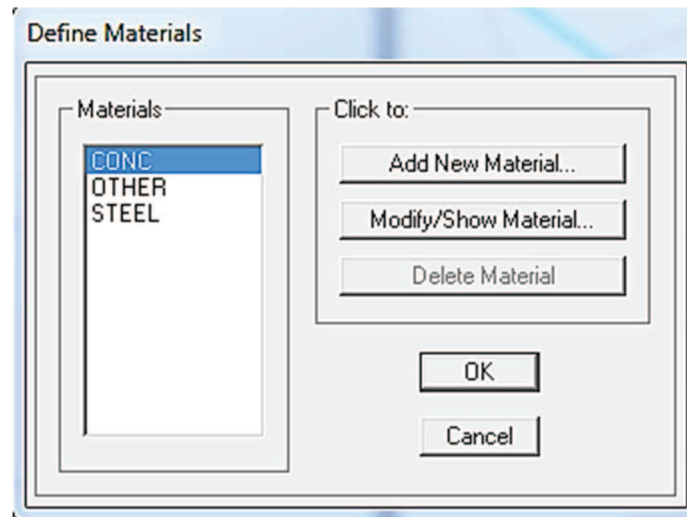 Define Materials
Materials
CONC
OTHER
STEEL
Click to:
Add New Material...
Modify/Show Material...
Delete Material
OK
Cancel